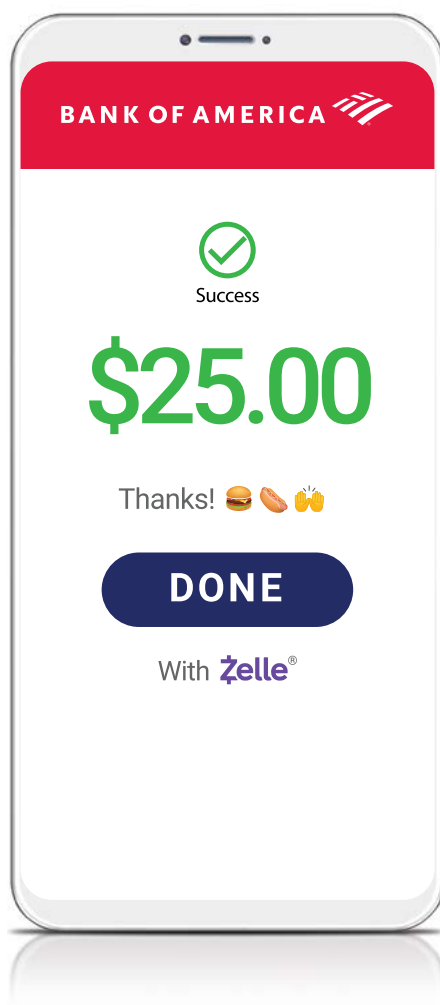 BANK OF AMERICA
Success
$25.00
Thanks! 🍔 🌭 🙌
DONE
With Zelle®